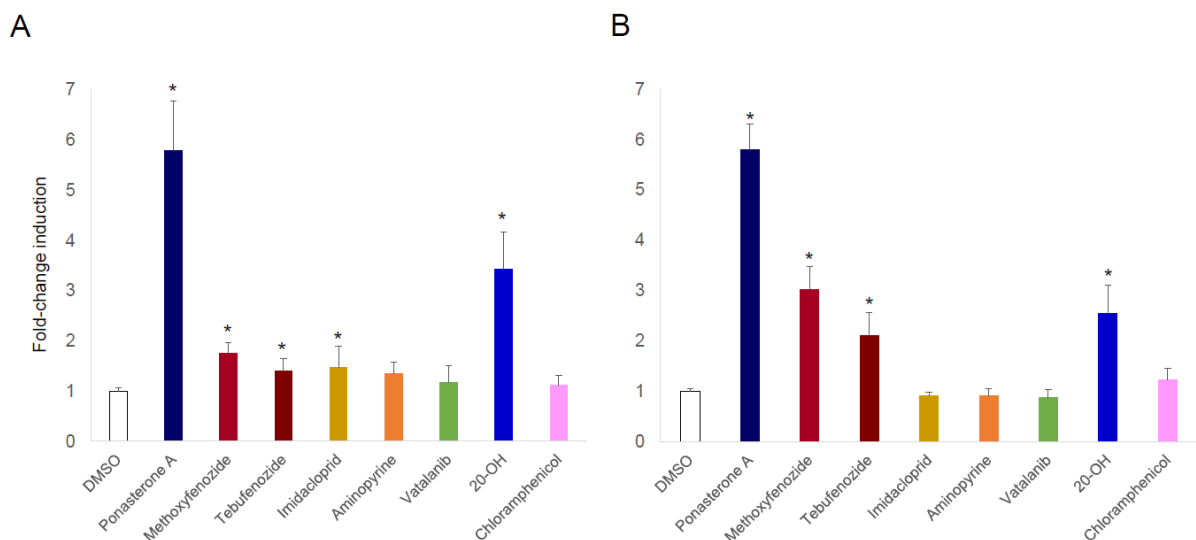 A
B
Fold-change induction
7
6
5
4
3
2
1
0
*
*
*
*
*
DMSO
Ponasterone A
Methoxyfenozide
Tebufenozide
Imidacloprid
Aminopyrine
Vatalanib
20-OH
Chloramphenicol
7
6
5
4
3
2
1
0
*
*
*
*
DMSO
Ponasterone A
Methoxyfenozide
Tebufenozide
Imidacloprid
Aminopyrine
Vatalanib
20-OH
Chloramphenicol